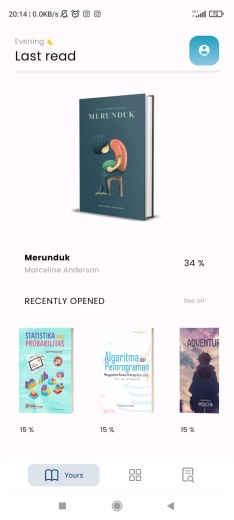 20:14 | 0.0KB/s
72
Evening
Last read
MERUNDUK
Merunduk
Marceline Anderson
34 %
RECENTLY OPENED
See all
STATISTIKA
PROBABILITAS
Algoritma dan
Pemrograman
ADVENTUR
15 %
15 %
15 %
Yours